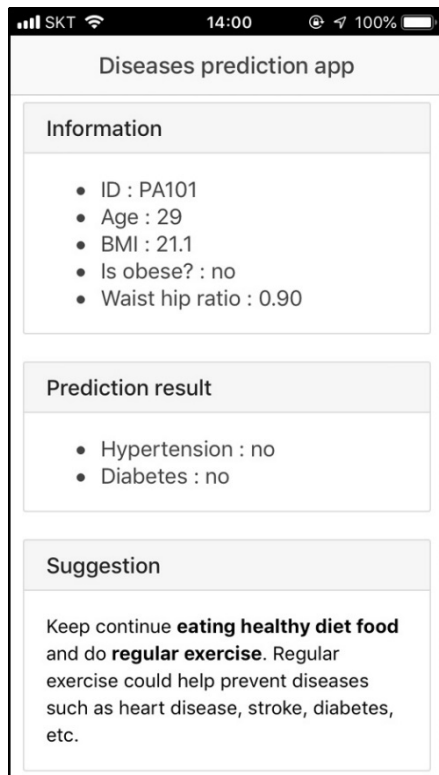 SKT 14:00 100%
Diseases prediction app
Information
• ID : PA101
• Age : 29
• BMI : 21.1
• Is obese? : no
• Waist hip ratio : 0.90
Prediction result
• Hypertension : no
• Diabetes : no
Suggestion
Keep continue eating healthy diet food
and do regular exercise. Regular
exercise could help prevent diseases
such as heart disease, stroke, diabetes,
etc.